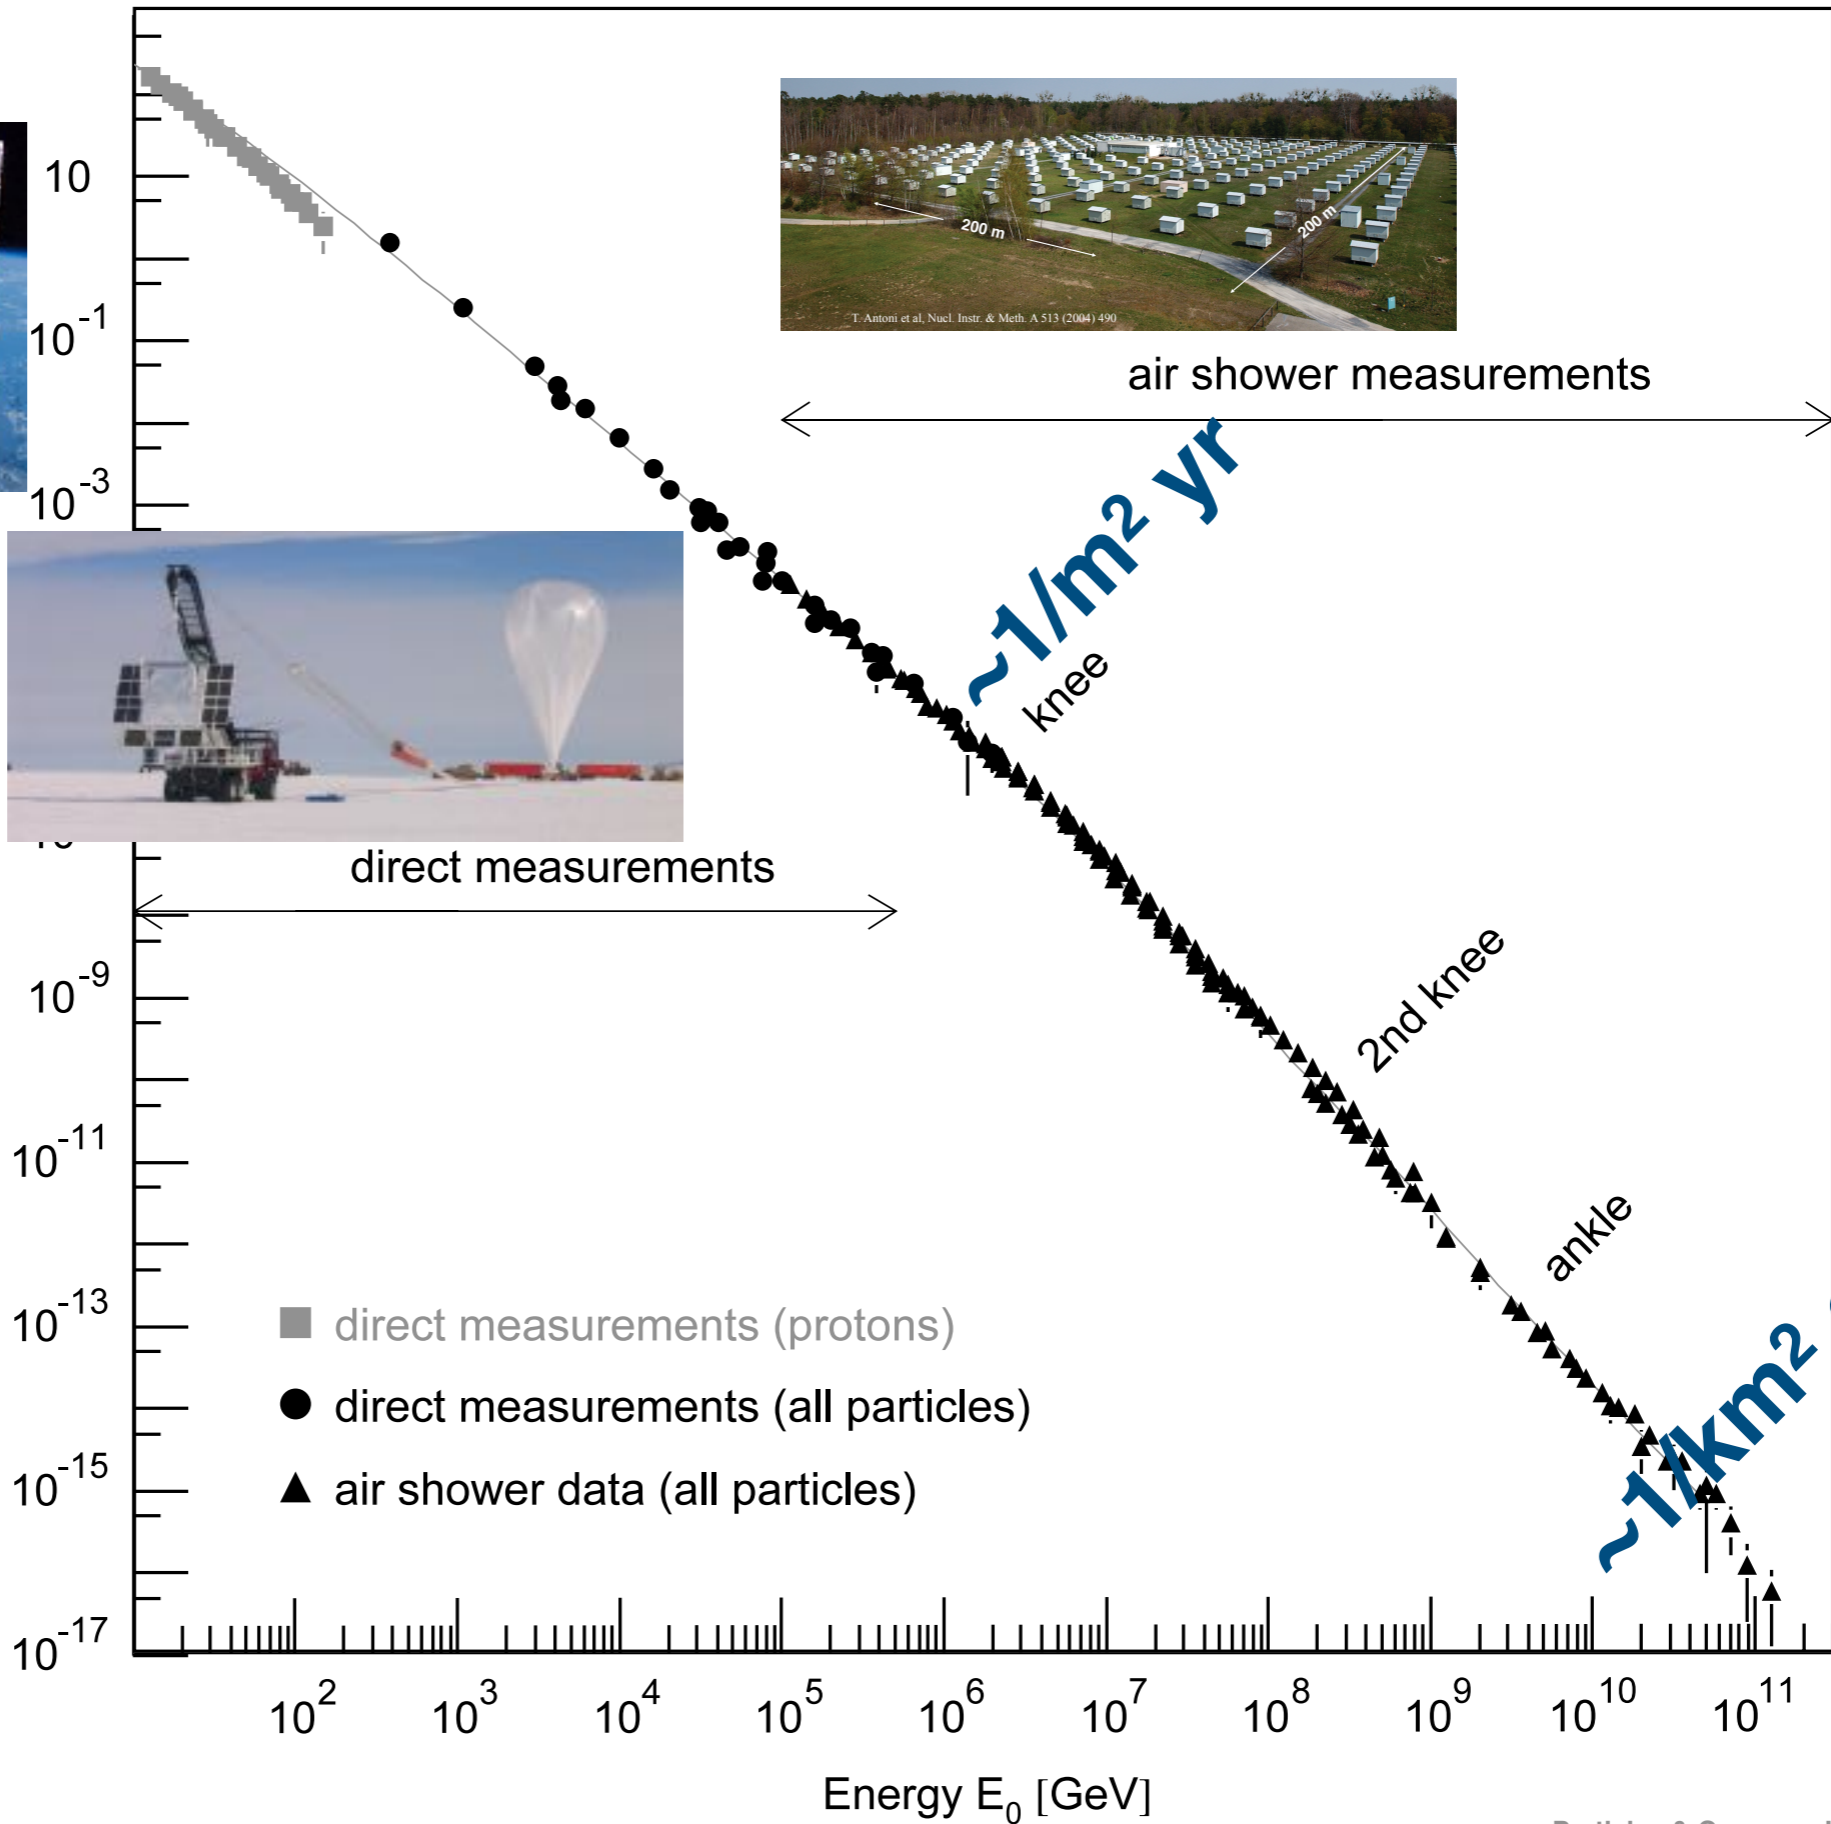 10
10^-1
10^-3
10^-9
10^-11
10^-13
10^-15
10^-17
200 m
200 m
T. Antoni et al, Nucl. Instr. & Meth. A 513 (2004) 490
air shower measurements
~1/m² yr
knee
direct measurements
2nd knee
ankle
~1/km²
direct measurements (protons)
direct measurements (all particles)
air shower data (all particles)
10^2 10^3 10^4 10^5 10^6 10^7 10^8 10^9 10^10 10^11
Energy E_0 [GeV]